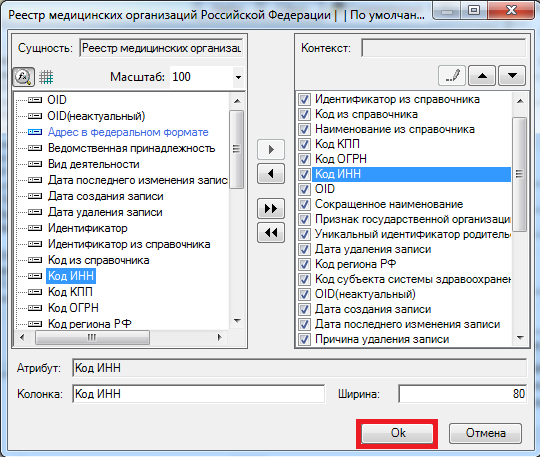 Реестр медицинских организаций Российской Федерации | | По умолчан...
Сущность: Реестр медицинских организац
Контекст:
Масштаб: 100
OID
OID(неактуальный)
Адрес в Федеральном формате
Ведомственная принадлежность
Вид деятельности
Дата последнего изменения запис
Дата создания записи
Дата удаления записи
Идентификатор
Идентификатор из справочника
Код из справочника
Код ИНН
Код КПП
Код ОГРН
Код региона РФ
Идентификатор из справочника
Код из справочника
Наименование из справочника
Код КПП
Код ОГРН
Код ИНН
OID
Сокращенное наименование
Признак государственной организаци
Уникальный идентификатор родитель
Дата удаления записи
Код региона РФ
Код субъекта системы здравоохранен
OID(неактуальный)
Дата создания записи
Дата последнего изменения записи
Причина удаления записи
Атрибут: Код ИНН
Колонка: Код ИНН
Ширина: 80
Ok
Отмена